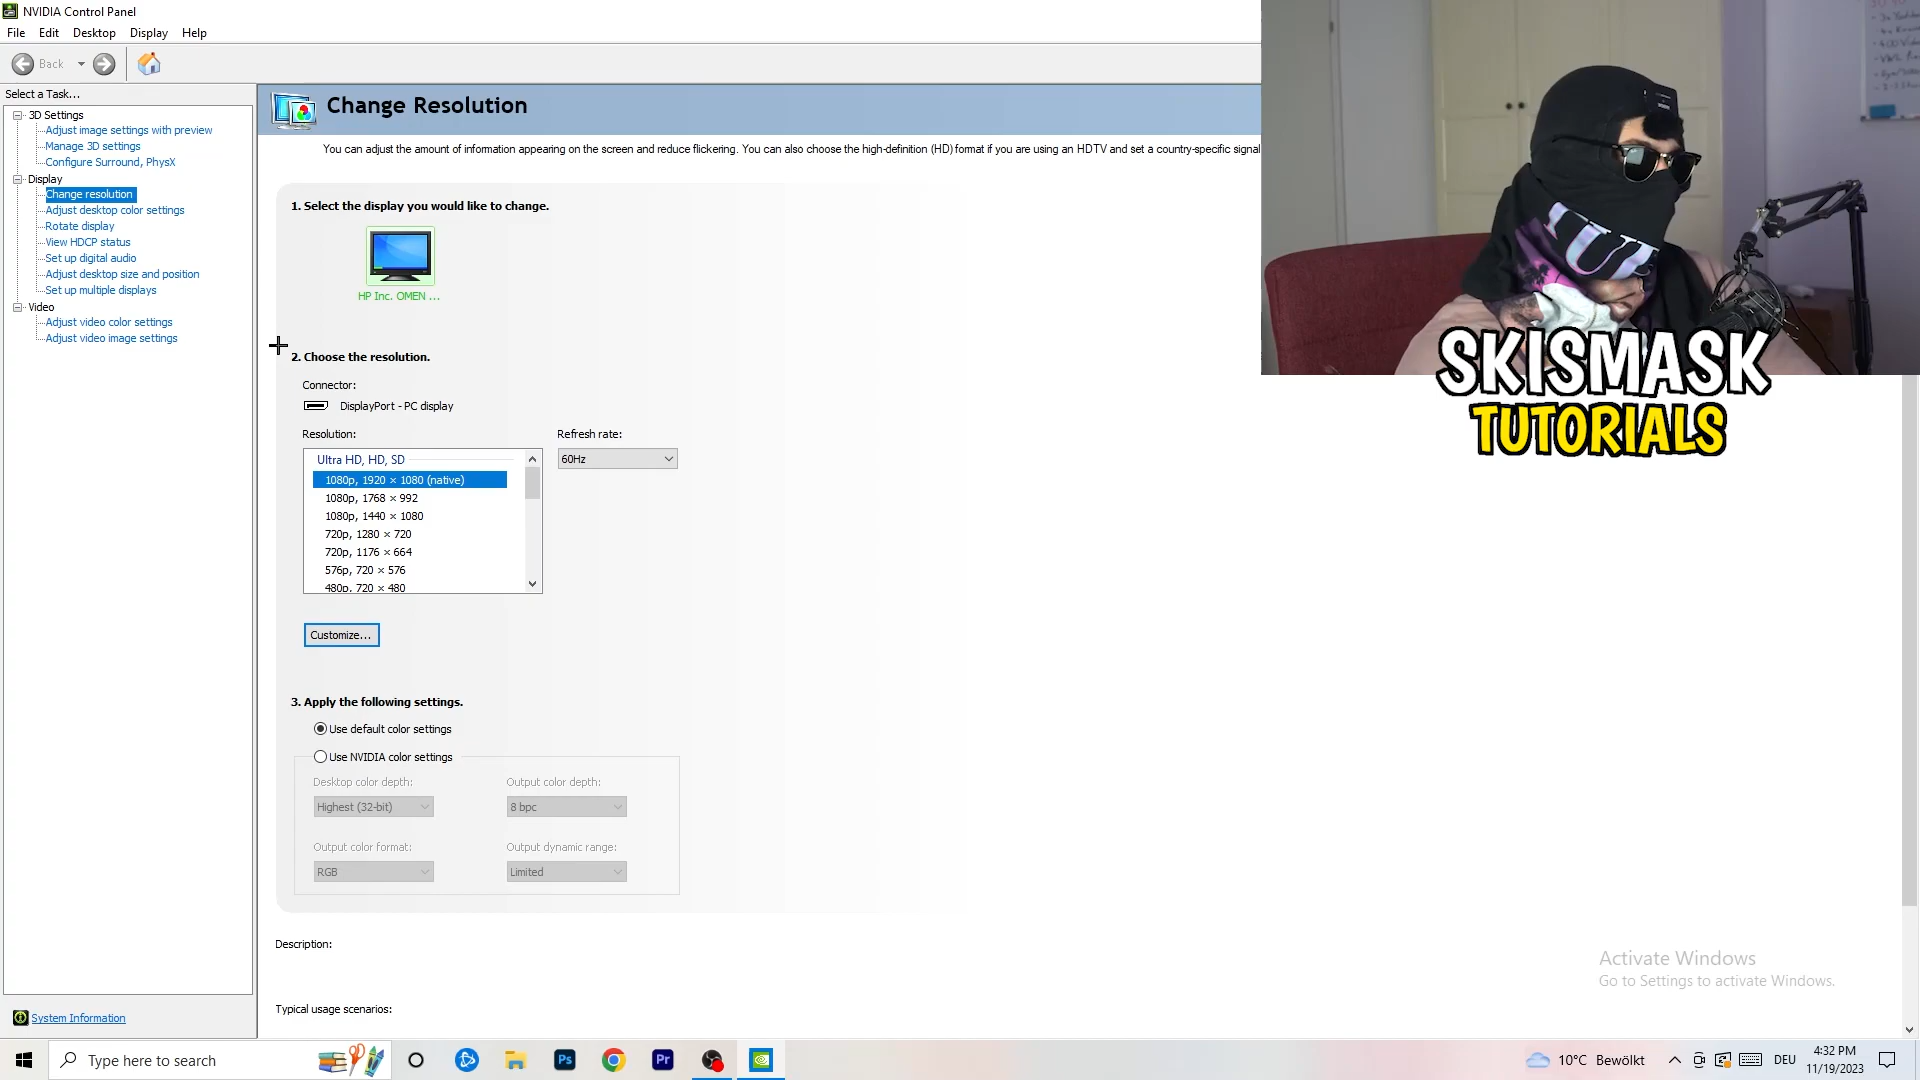 NVIDIA Control Panel
File Edit Desktop Display Help
Back
Select a Task...
3D Settings
Adjust image settings with preview
Manage 3D settings
Configure Surround, PhysX
Display
Change resolution
Adjust desktop color settings
Rotate display
View HDCP status
Set up digital audio
Adjust desktop size and position
Set up multiple displays
Video
Adjust video color settings
Adjust video image settings
System Information
Change Resolution
You can adjust the amount of information appearing on the screen and reduce flickering. You can also choose the high-definition (HD) format if you are using an HDTV and set a country-specific signal
1. Select the display you would like to change.
HP Inc. OMEN ...
2. Choose the resolution.
Connector:
DisplayPort - PC display
Resolution:
Refresh rate:
Ultra HD, HD, SD
60Hz
1080p, 1920 × 1080 (native)
1080p, 1768 × 992
1080p, 1440 × 1080
720p, 1280 × 720
720p, 1176 × 664
576p, 720 × 576
480p, 720 × 480
Customize...
3. Apply the following settings.
Use default color settings
Use NVIDIA color settings
Desktop color depth:
Output color depth:
Highest (32-bit)
8 bpc
Output color format:
Output dynamic range:
RGB
Limited
Description:
Typical usage scenarios:
SKISMASK
TUTORIALS
Activate Windows
Go to Settings to activate Windows.
Type here to search
Ps
Pr
10°C Bewölkt
DEU
4:32 PM
11/19/2023